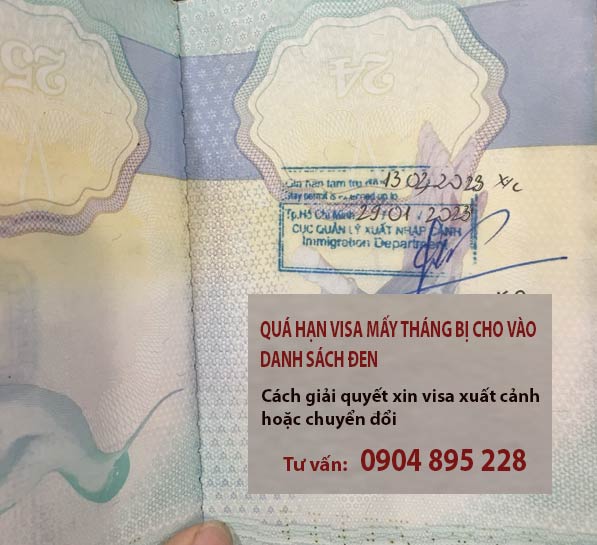 25
24
Gia hạn tạm trú đến 13/02/2023
Stay permit is extended up to
Tp.Hồ Chí Minh 29/01/2023
CỤC QUẢN LÝ XUẤT NHẬP CẢNH
Immigration Department
QUÁ HẠN VISA MẤY THÁNG BỊ CHO VÀO
DANH SÁCH ĐEN
Cách giải quyết xin visa xuất cảnh
hoặc chuyển đổi
Tư vấn: 0904 895 228